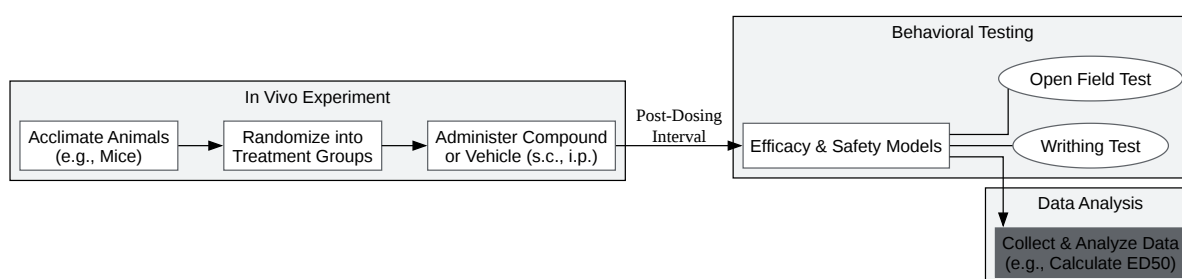 In Vivo Experiment
Acclimate Animals
(e.g., Mice)
Randomize into
Treatment Groups
Administer Compound
or Vehicle (s.c., i.p.)
Post-Dosing
Interval
Behavioral Testing
Efficacy & Safety Models
Open Field Test
Writhing Test
Data Analysis
Collect & Analyze Data
(e.g., Calculate ED50)